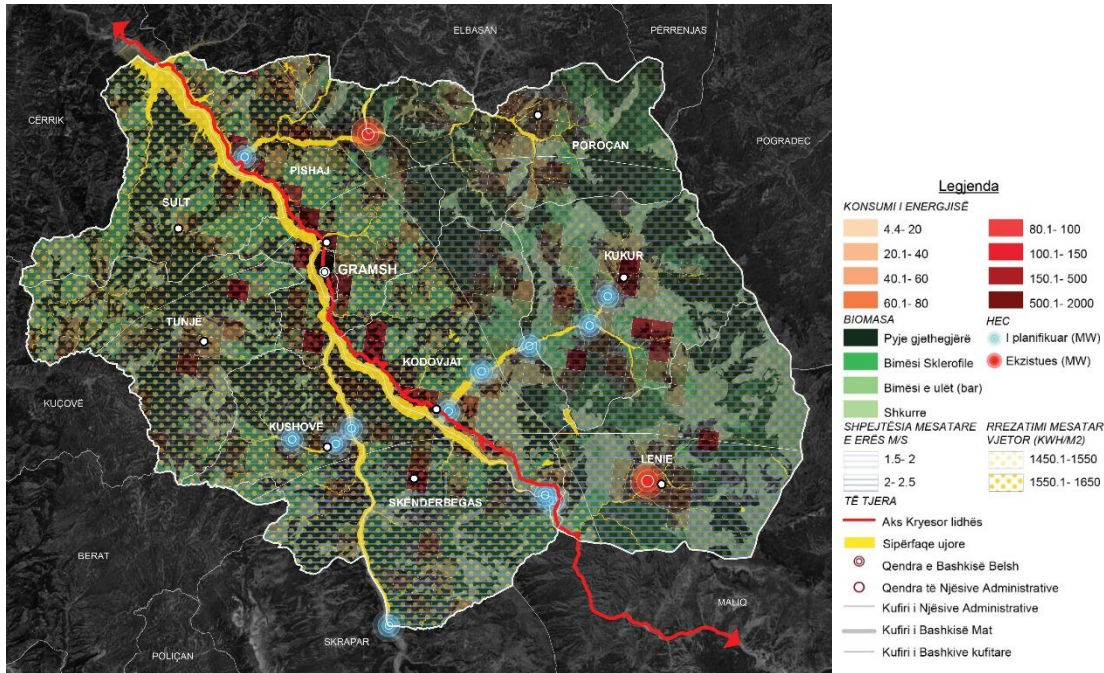 ELBASAN
PËRRENJAS
CËRRIK
POGRADEC
POROÇAN
PISHAJ
SULT
KUKUR
GRAMSH
TUNJË
KODOVJAT
KUÇOVË
KUSHOVË
LENIE
SKËNDERBEGAS
BERAT
MALIQ
SKRAPAR
POLIÇAN
Legjenda
KONSUMI I ENERGJISË
4.4- 20
20.1- 40
40.1- 60
60.1- 80
80.1- 100
100.1- 150
150.1- 500
500.1- 2000
BIOMASA
Pyje gjethegjërë
Bimësi Sklerofile
Bimësi e ulët (bar)
Shkurre
HEC
I planifikuar (MW)
Ekzistues (MW)
SHPEJTËSIA MESATARE
E ERËS M/S
1.5- 2
2- 2.5
RREZATIMI MESATAR
VJETOR (KWH/M2)
1450.1-1550
1550.1- 1650
TË TJERA
Aks Kryesor lidhës
Sipërfaqe ujore
Qendra e Bashkisë Belsh
Qendra të Njësive Administrative
Kufiri i Njësive Administrative
Kufiri i Bashkisë Mat
Kufiri i Bashkive kufitare